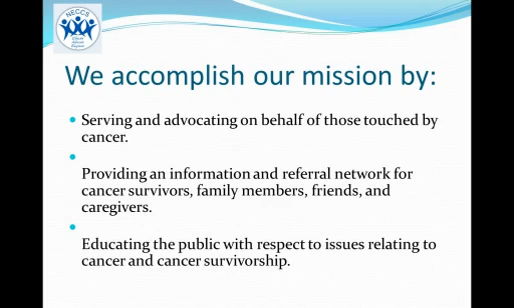 NECCS
We accomplish our mission by:
Serving and advocating on behalf of those touched by
cancer.
Providing an information and referral network for
cancer survivors, family members, friends, and
caregivers.
Educating the public with respect to issues relating to
cancer and cancer survivorship.